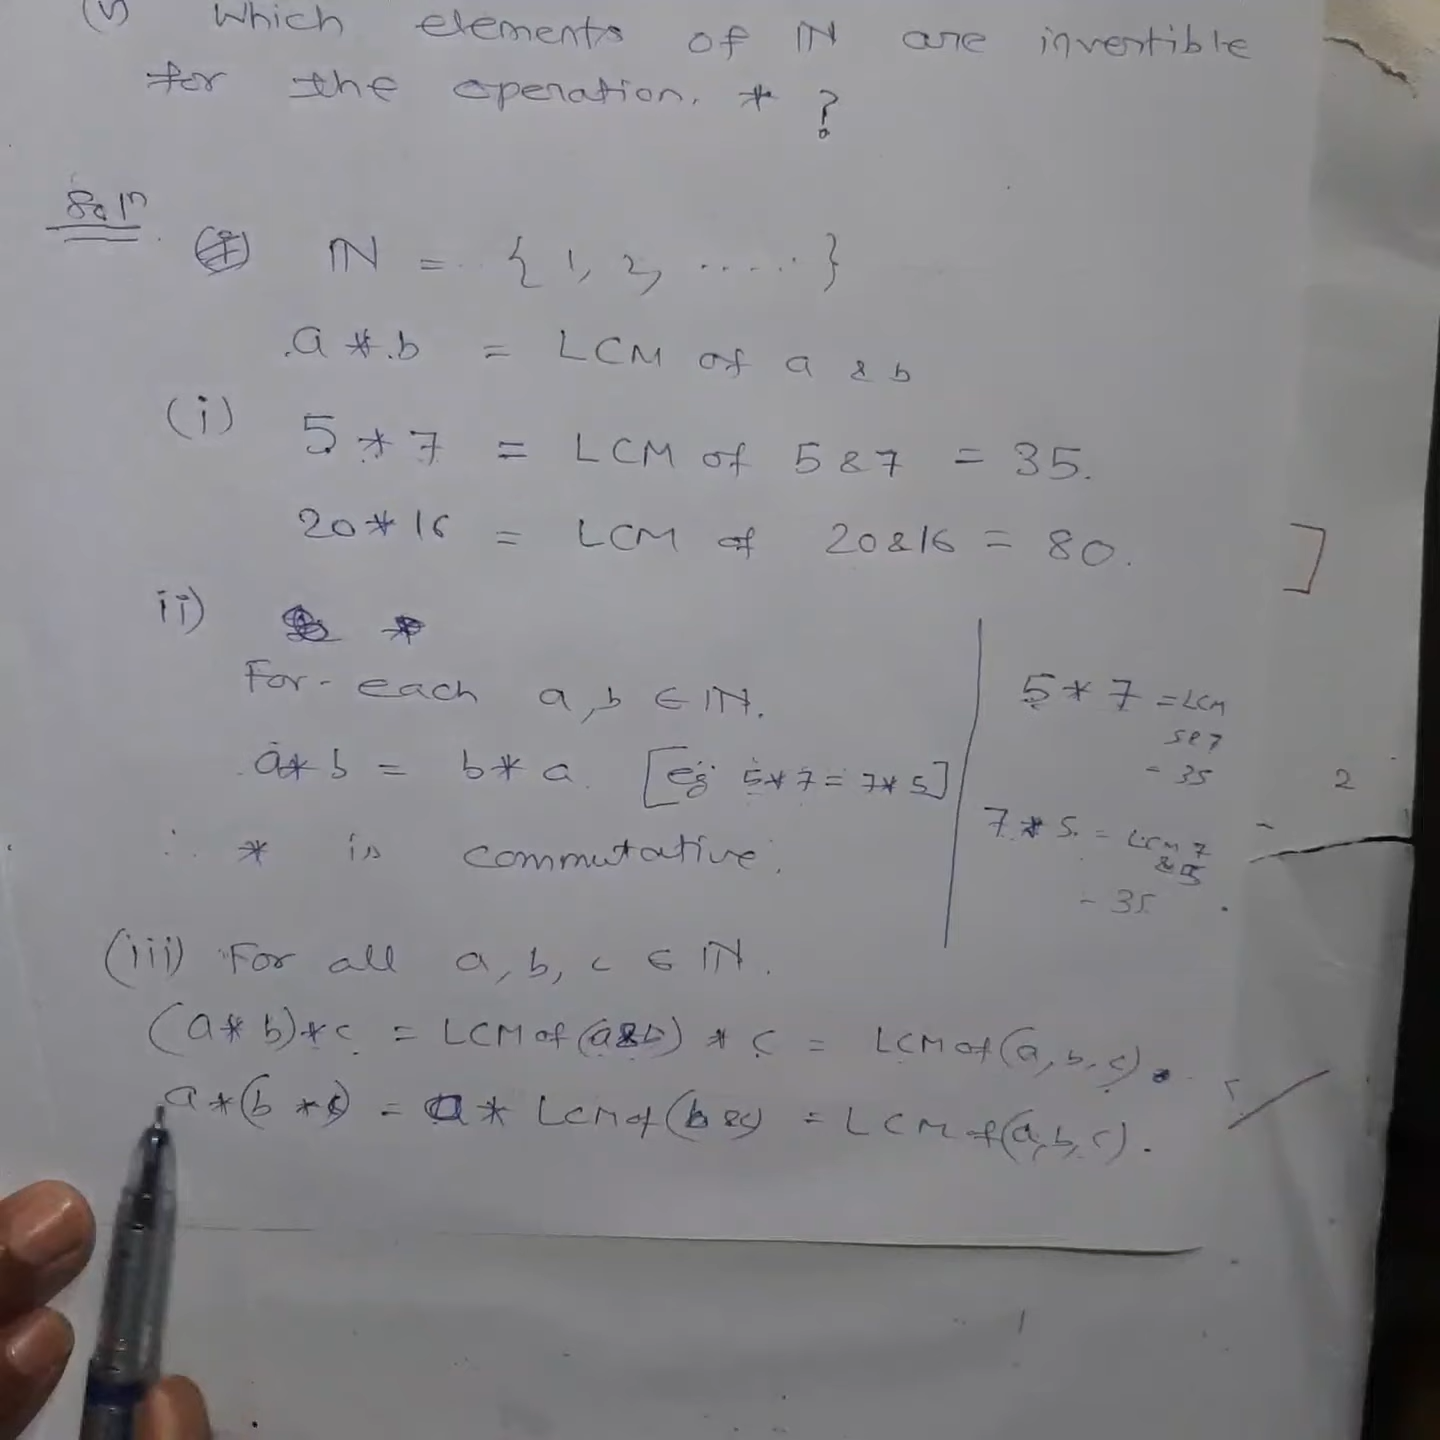 (v) Which elements of IN are invertible
for the operation. * ?
Soln
(i) IN = {1, 2, .....}
a * b = LCM of a & b
(i) 5 * 7 = LCM of 5 & 7 = 35.
20 * 16 = LCM of 20 & 16 = 80.
ii)
For each a, b ∈ IN.
a * b = b * a. [eg 5 * 7 = 7 * 5]
∴ * is commutative.
5 * 7 = LCM
5 & 7
= 35
7 * 5. = LCM 7
& 5
= 35
2
(iii) For all a, b, c ∈ IN.
(a * b) * c = LCM of (a & b) * c = LCM of (a, b, c).
a * (b * c) = a * LCM of (b & c) = LCM of (a, b, c).